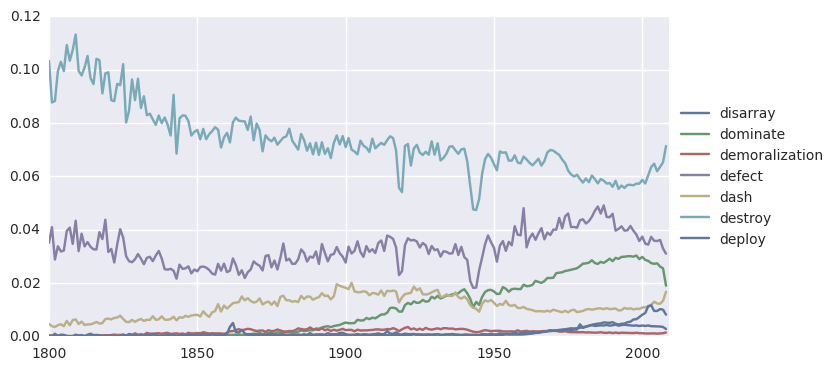 0.12
0.10
0.08
0.06
0.04
0.02
0.00
1800 1850 1900 1950 2000
disarray
dominate
demoralization
defect
dash
destroy
deploy